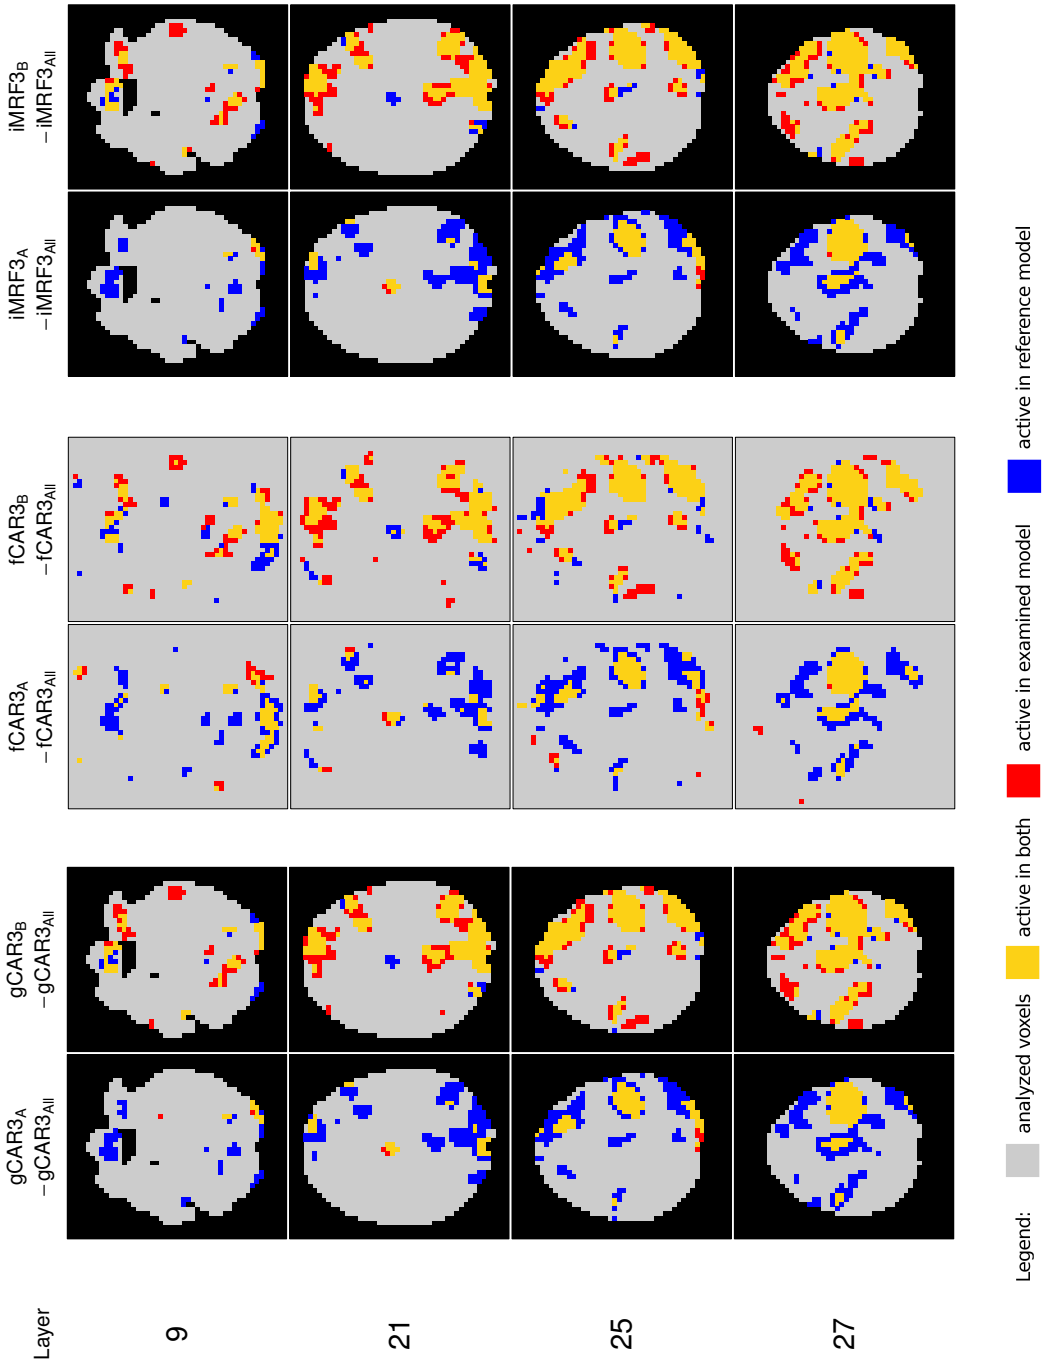 Layer
gCAR3A
– gCAR3All
gCAR3B
– gCAR3All
fCAR3A
– fCAR3All
fCAR3B
– fCAR3All
iMRF3A
– iMRF3All
iMRF3B
– iMRF3All
9
21
25
27
Legend:
analyzed voxels
active in both
active in examined model
active in reference model